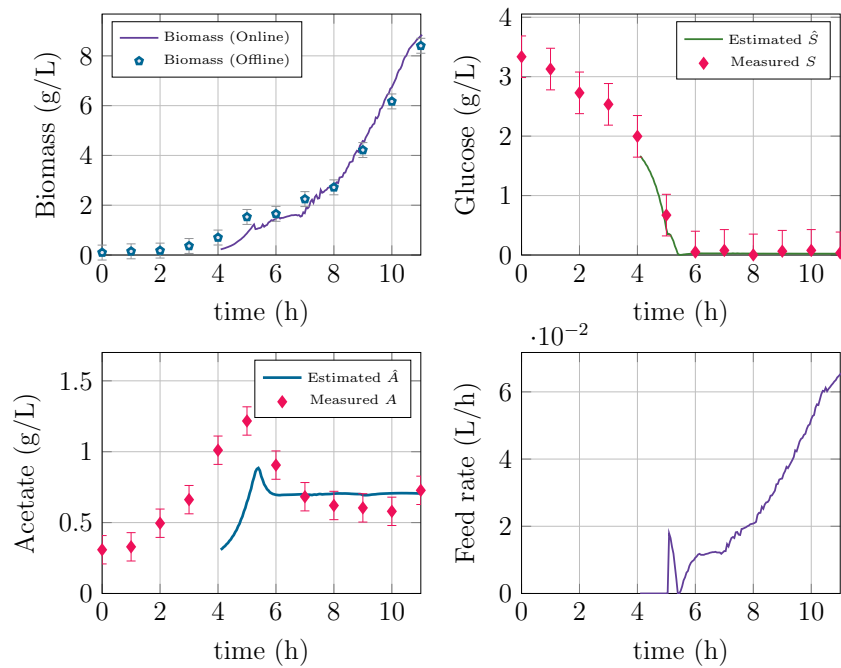 Biomass (Online)
Biomass (Offline)
Biomass (g/L)
8
6
4
2
0
0 2 4 6 8 10
time (h)
Estimated Ŝ
Measured S
Glucose (g/L)
4
3
2
1
0
0 2 4 6 8 10
time (h)
Estimated Â
Measured A
Acetate (g/L)
1.5
1
0.5
0
0 2 4 6 8 10
time (h)
·10⁻²
Feed rate (L/h)
6
4
2
0
0 2 4 6 8 10
time (h)